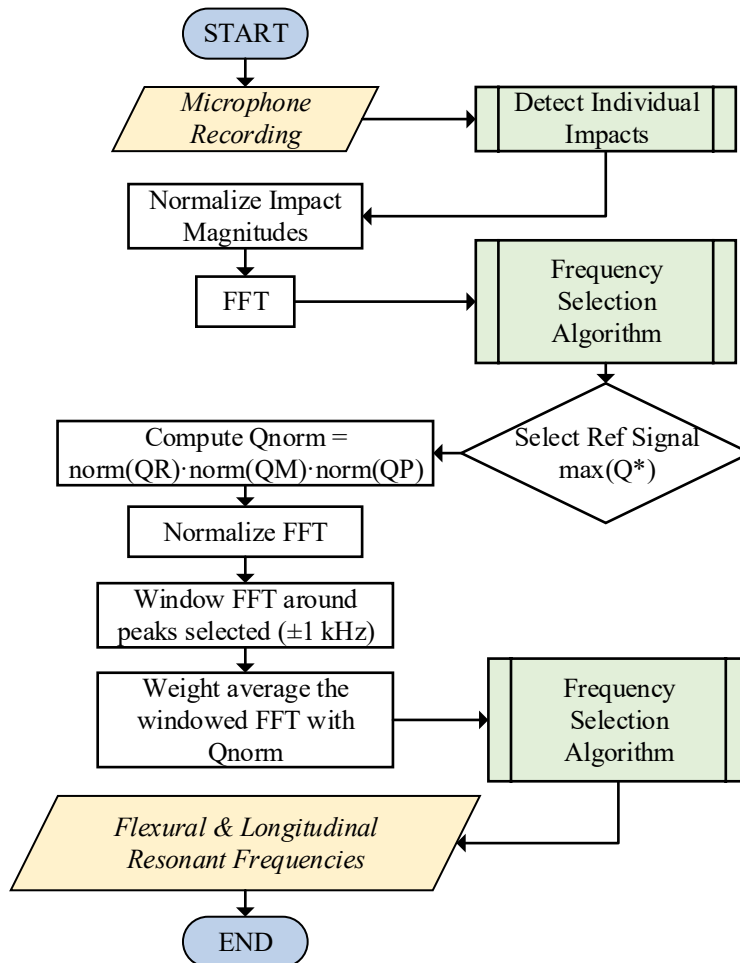 START
Microphone
Recording
Detect Individual
Impacts
Normalize Impact
Magnitudes
FFT
Frequency
Selection
Algorithm
Select Ref Signal
max(Q*)
Compute Qnorm =
norm(QR)·norm(QM)·norm(QP)
Normalize FFT
Window FFT around
peaks selected (±1 kHz)
Weight average the
windowed FFT with
Qnorm
Frequency
Selection
Algorithm
Flexural & Longitudinal
Resonant Frequencies
END